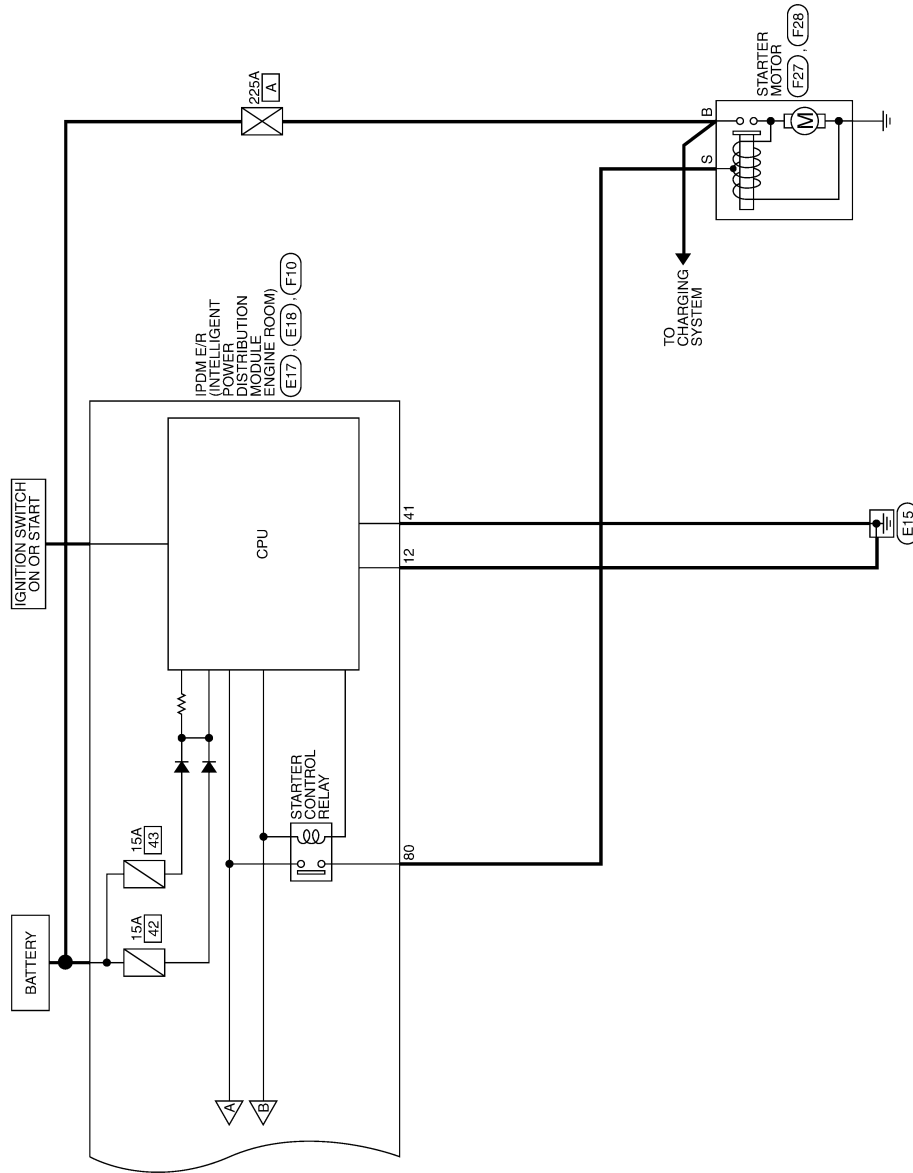 BATTERY
IGNITION SWITCH
ON OR START
15A
42
15A
43
IPDM E/R
(INTELLIGENT
POWER
DISTRIBUTION
MODULE
ENGINE ROOM)
E17 , E18 , F10
225A
A
A
B
CPU
STARTER
CONTROL
RELAY
80
12
41
TO
CHARGING
SYSTEM
S
B
STARTER
MOTOR
F27 , F28
M
E15